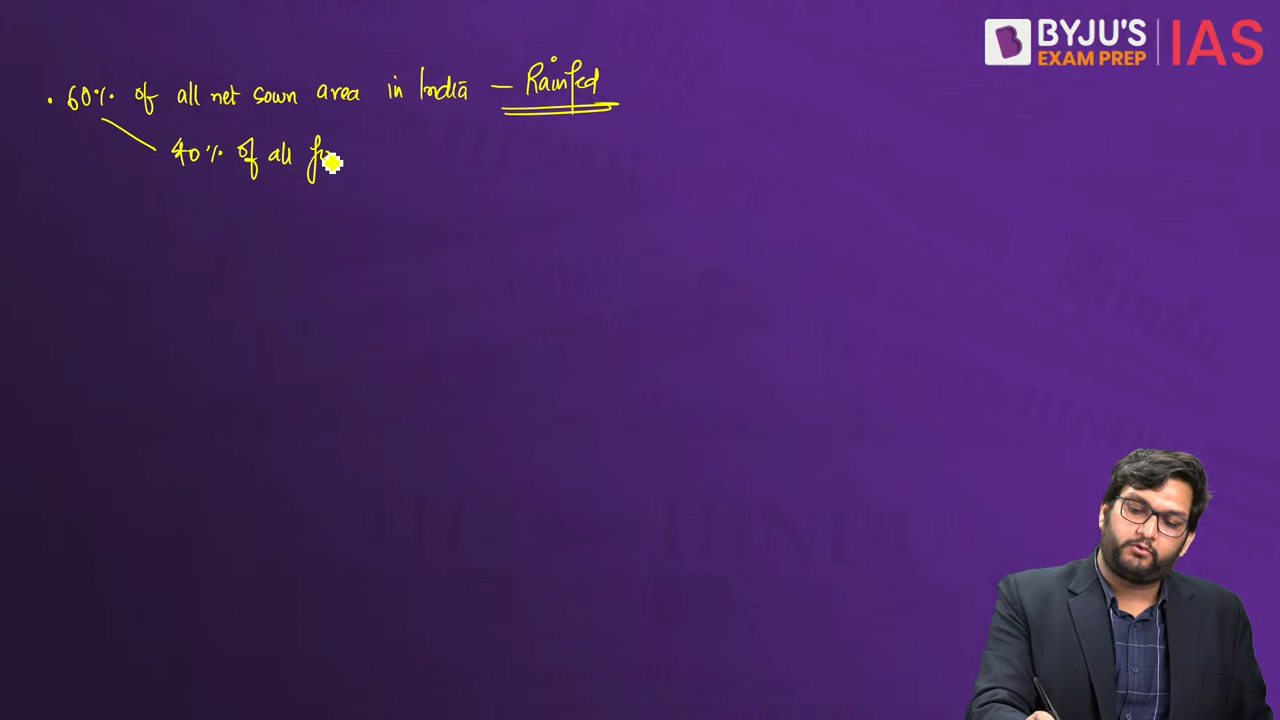 BYJU'S IAS
EXAM PREP
. 60% of all net sown area in India — Rainfed
40% of all